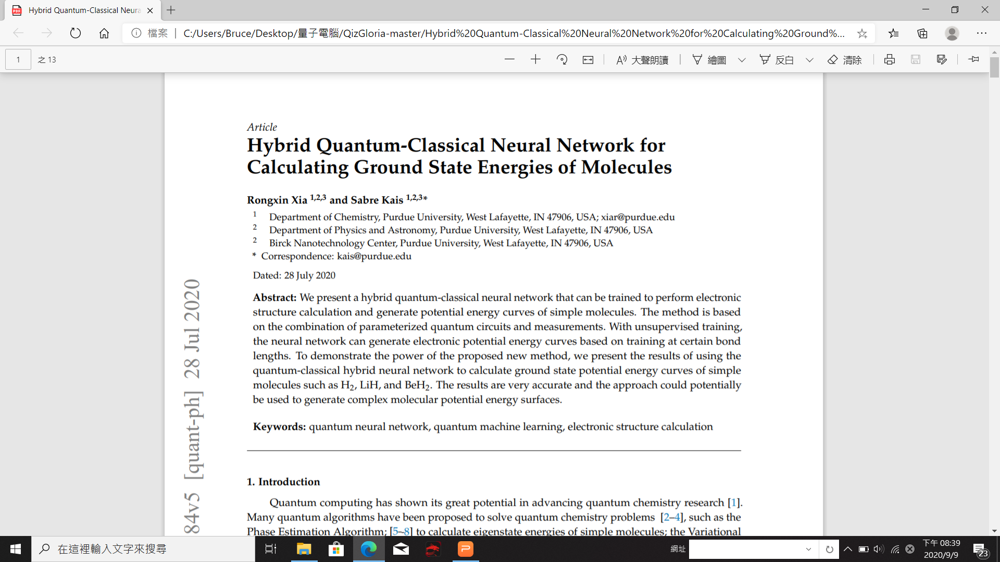 Hybrid Quantum-Classical Neura
檔案
C:/Users/Bruce/Desktop/量子電腦/QizGloria-master/Hybrid%20Quantum-Classical%20Neural%20Network%20for%20Calculating%20Ground%...
1 之 13
大聲朗讀
繪圖
反白
清除
Article
Hybrid Quantum-Classical Neural Network for
Calculating Ground State Energies of Molecules
Rongxin Xia 1,2,3 and Sabre Kais 1,2,3*
1 Department of Chemistry, Purdue University, West Lafayette, IN 47906, USA; xiar@purdue.edu
2 Department of Physics and Astronomy, Purdue University, West Lafayette, IN 47906, USA
2 Birck Nanotechnology Center, Purdue University, West Lafayette, IN 47906, USA
* Correspondence: kais@purdue.edu
Dated: 28 July 2020
Abstract: We present a hybrid quantum-classical neural network that can be trained to perform electronic
structure calculation and generate potential energy curves of simple molecules. The method is based
on the combination of parameterized quantum circuits and measurements. With unsupervised training,
the neural network can generate electronic potential energy curves based on training at certain bond
lengths. To demonstrate the power of the proposed new method, we present the results of using the
quantum-classical hybrid neural network to calculate ground state potential energy curves of simple
molecules such as H2, LiH, and BeH2. The results are very accurate and the approach could potentially
be used to generate complex molecular potential energy surfaces.
Keywords: quantum neural network, quantum machine learning, electronic structure calculation
84v5 [quant-ph] 28 Jul 2020
1. Introduction
Quantum computing has shown its great potential in advancing quantum chemistry research [1].
Many quantum algorithms have been proposed to solve quantum chemistry problems [2–4], such as the
Phase Estimation Algorithm; [5–8] to calculate eigenstate energies of simple molecules; the Variational
在這裡輸入文字來搜尋
網址
下午 08:39
2020/9/9
23